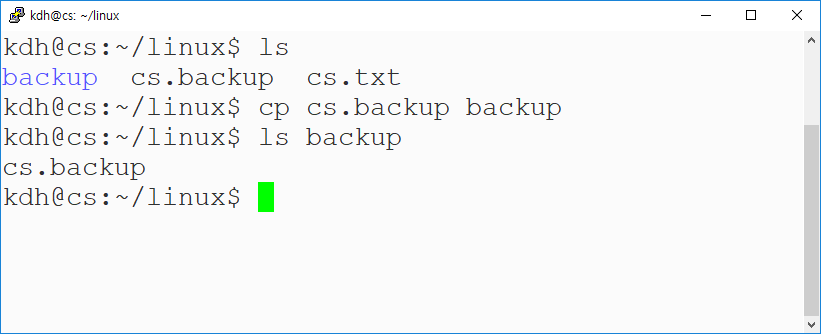 kdh@cs: ~/linux
kdh@cs:~/linux$ ls
backup  cs.backup  cs.txt
kdh@cs:~/linux$ cp cs.backup backup
kdh@cs:~/linux$ ls backup
cs.backup
kdh@cs:~/linux$